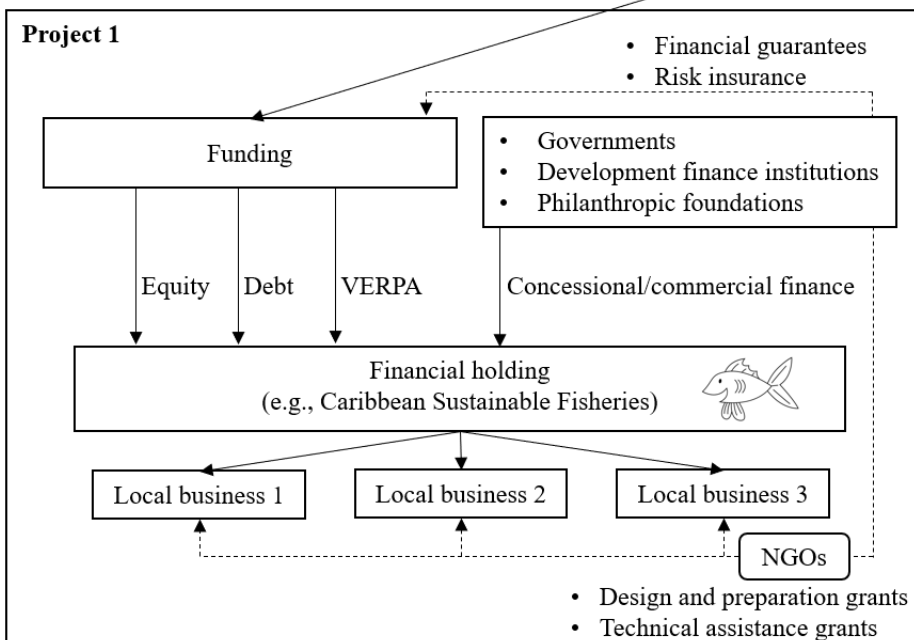 Project 1
• Financial guarantees
• Risk insurance
Funding
• Governments
• Development finance institutions
• Philanthropic foundations
Equity
Debt
VERPA
Concessional/commercial finance
Financial holding
(e.g., Caribbean Sustainable Fisheries)
Local business 1
Local business 2
Local business 3
NGOs
• Design and preparation grants
• Technical assistance grants